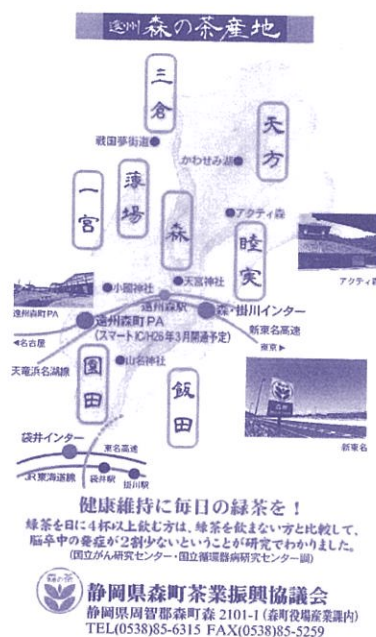 遠州 森の茶産地
三倉
天方
戦国夢街道
かわせみ湖
一宮
薄場
森
アクティ森
睦実
アクティ森
小國神社
天宮神社
遠州森駅
森・掛川インター
遠州森町PA
遠州森町PA
(スマートIC/H26年3月開通予定)
新東名高速
◀名古屋
東京▶
天竜浜名湖線
山名神社
園田
飯田
新東名
袋井インター
東名高速
JR東海道線
袋井駅
掛川駅
健康維持に毎日の緑茶を！
緑茶を日に4杯以上飲む方は、緑茶を飲まない方と比較して、
脳卒中の発症が2割少ないということが研究でわかりました。
(国立がん研究センター・国立循環器病研究センター調)
森の茶
静岡県森町茶業振興協議会
静岡県周智郡森町森 2101-1 (森町役場産業課内)
TEL(0538)85-6315 FAX(0538)85-5259